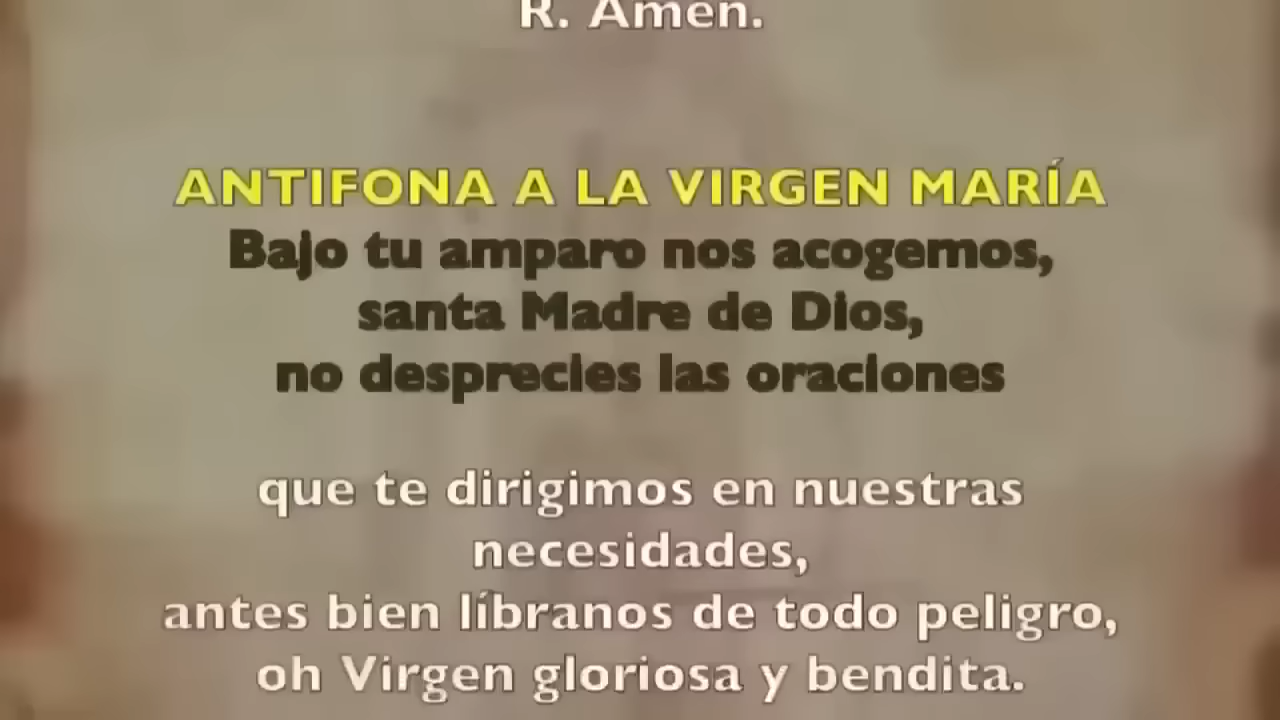 R. Amén.
ANTIFONA A LA VIRGEN MARÍA
Bajo tu amparo nos acogemos,
santa Madre de Dios,
no desprecies las oraciones
que te dirigimos en nuestras
necesidades,
antes bien líbranos de todo peligro,
oh Virgen gloriosa y bendita.